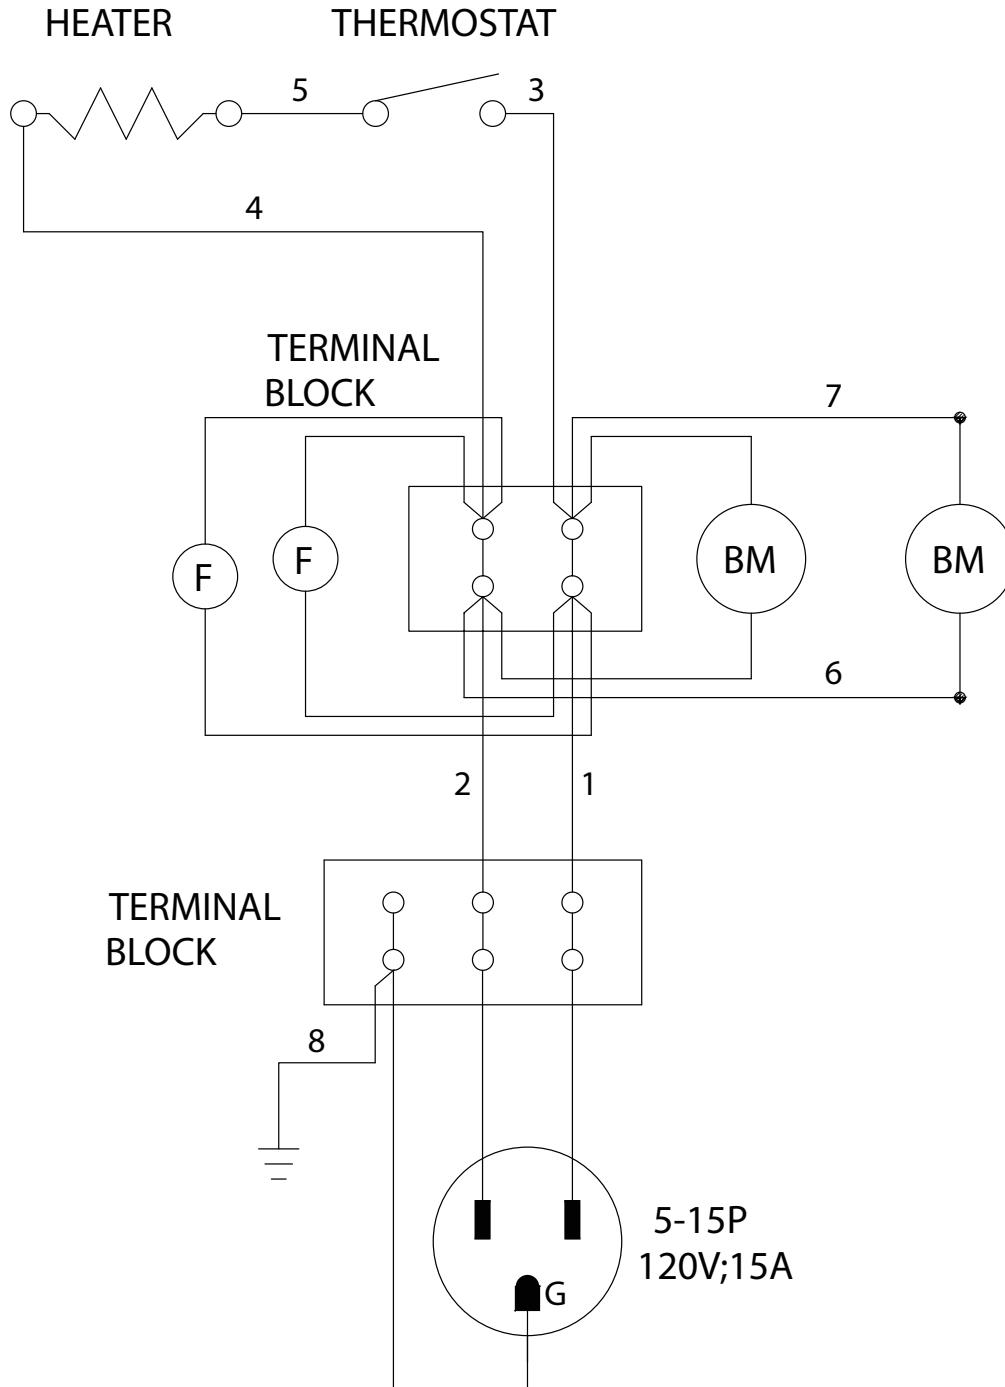 HEATER
THERMOSTAT
5
3
4
TERMINAL
BLOCK
7
F
F
BM
BM
6
2
1
TERMINAL
BLOCK
8
5-15P
120V;15A
G